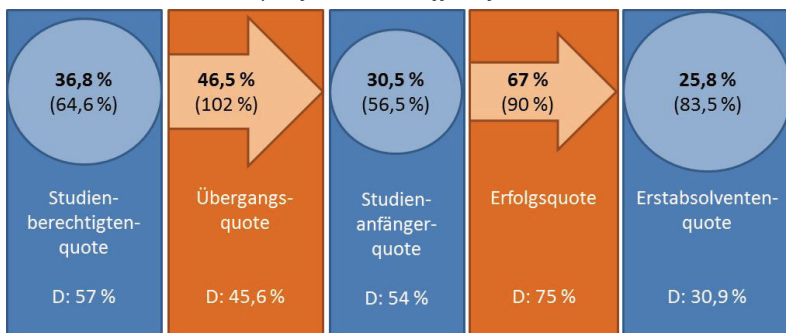 36,8 %
(64,6 %)
Studien-
berechtigten-
quote
D: 57 %
46,5 %
(102 %)
Übergangs-
quote
D: 45,6 %
30,5 %
(56,5 %)
Studien-
anfänger-
quote
D: 54 %
67 %
(90 %)
Erfolgsquote
D: 75 %
25,8 %
(83,5 %)
Erstabsolventen-
quote
D: 30,9 %